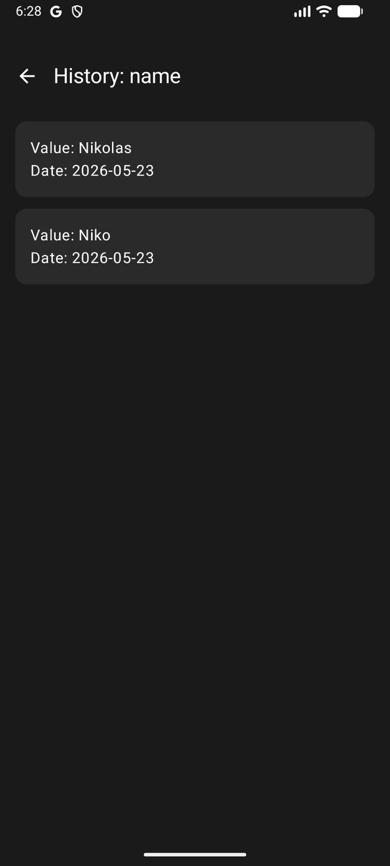 6:28
History: name
Value: Nikolas
Date: 2026-05-23
Value: Niko
Date: 2026-05-23